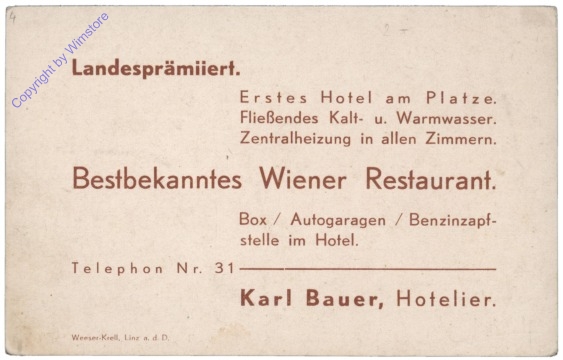 4
Copyright by Wimstore
Landesprämiiert.
Erstes Hotel am Platze.
Fließendes Kalt- u. Warmwasser.
Zentralheizung in allen Zimmern.
Bestbekanntes Wiener Restaurant.
Box / Autogaragen / Benzinzapf-
stelle im Hotel.
Telephon Nr. 31
Karl Bauer, Hotelier.
Weeser-Krell, Linz a. d. D.